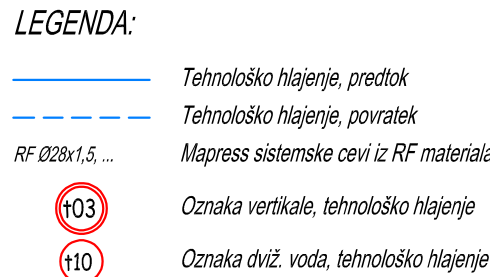 LEGENDA:
Tehnološko hlajenje, predtok
Tehnološko hlajenje, povratek
RF Ø28x1,5, ... Mapress sistemske cevi iz RF materiala
t03 Oznaka vertikale, tehnološko hlajenje
t10 Oznaka dviž. voda, tehnološko hlajenje